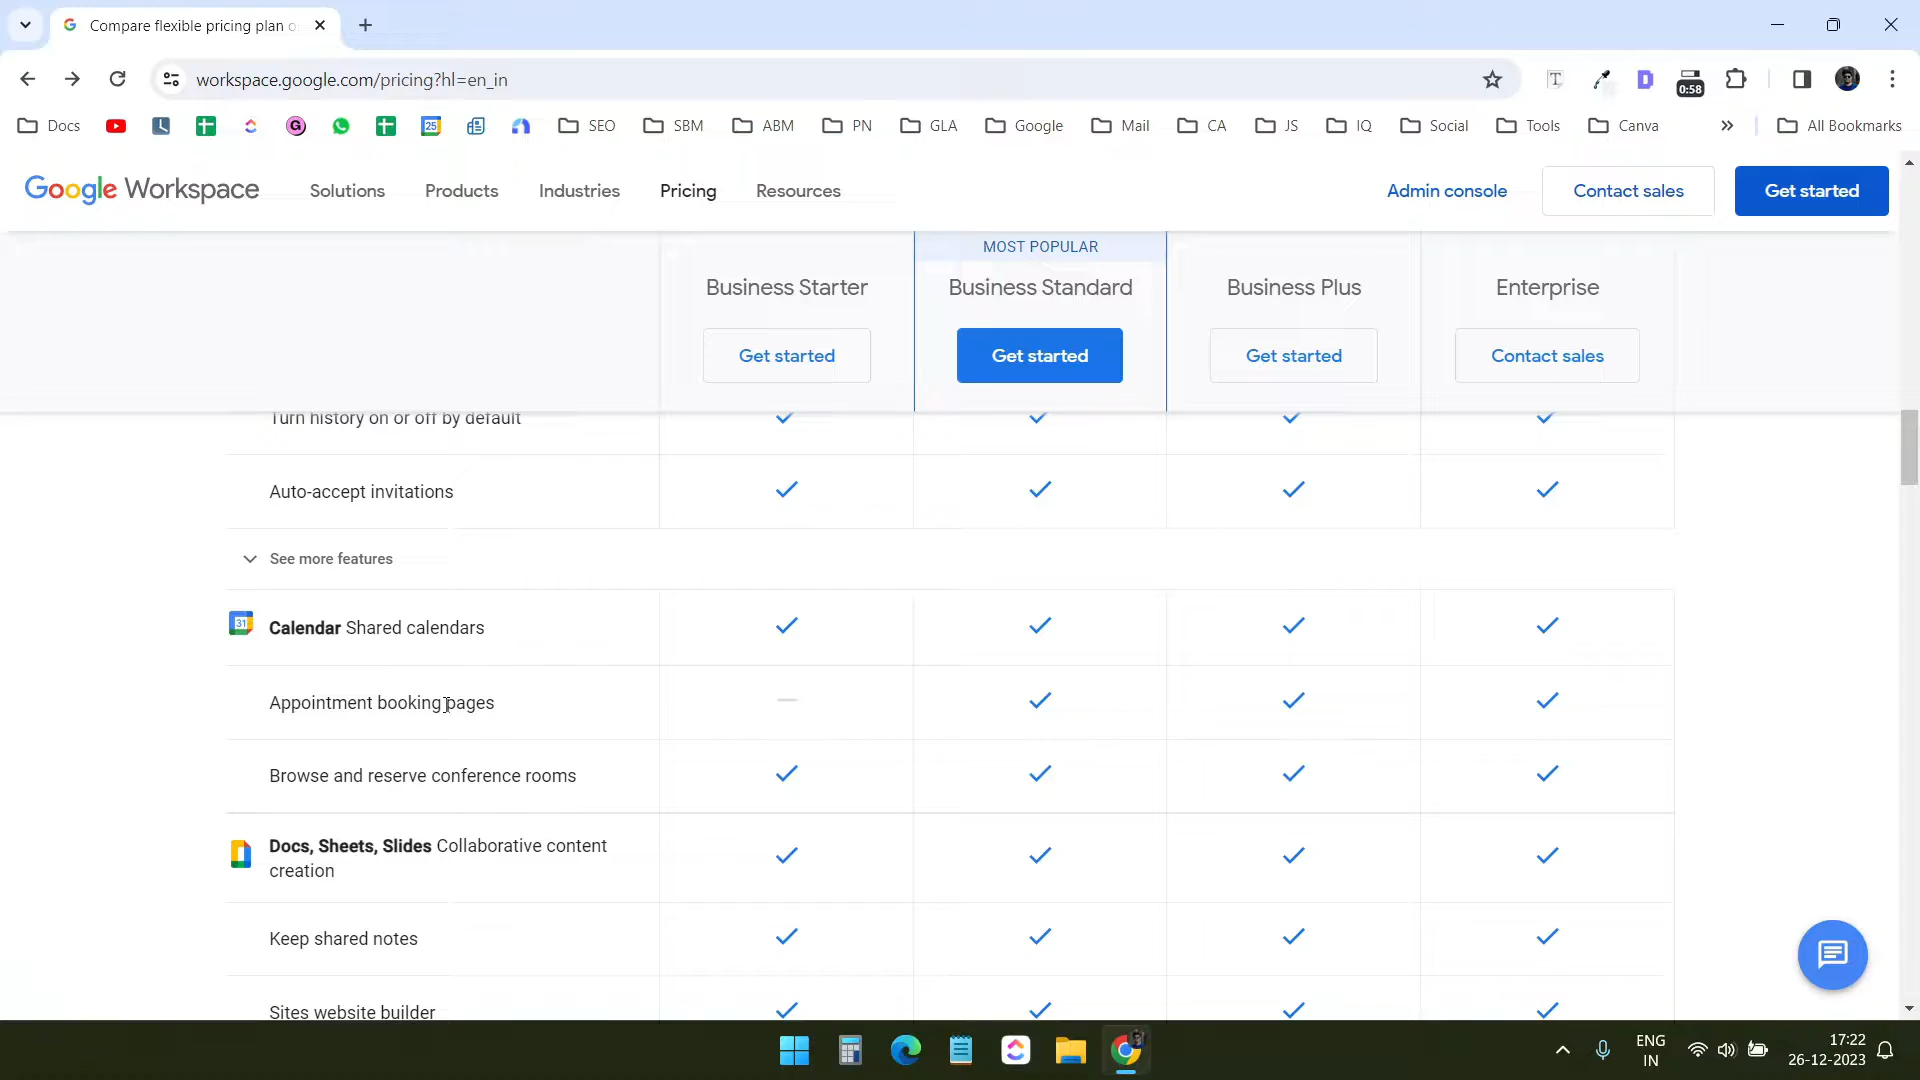 Compare flexible pricing plan o
workspace.google.com/pricing?hl=en_in
0:58
Docs
25
SEO
SBM
ABM
PN
GLA
Google
Mail
CA
JS
IQ
Social
Tools
Canva
All Bookmarks
Google Workspace
Solutions
Products
Industries
Pricing
Resources
Admin console
Contact sales
Get started
MOST POPULAR
Business Starter
Business Standard
Business Plus
Enterprise
Get started
Get started
Get started
Contact sales
Turn history on or off by default
Auto-accept invitations
See more features
31
Calendar Shared calendars
Appointment booking pages
Browse and reserve conference rooms
Docs, Sheets, Slides Collaborative content
creation
Keep shared notes
Sites website builder
ENG
IN
17:22
26-12-2023